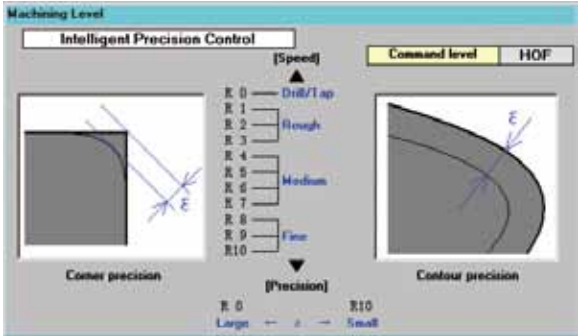 Machining Level
Intelligent Precision Control
Command level HOF
[Speed]
R 0 Drill/Tap
R 1
R 2 Rough
R 3
R 4
R 5
R 6 Medium
R 7
R 8
R 9 Fine
R10
[Precision]
ε
ε
Corner precision
Contour precision
R 0 R10
Large ← ε → Small